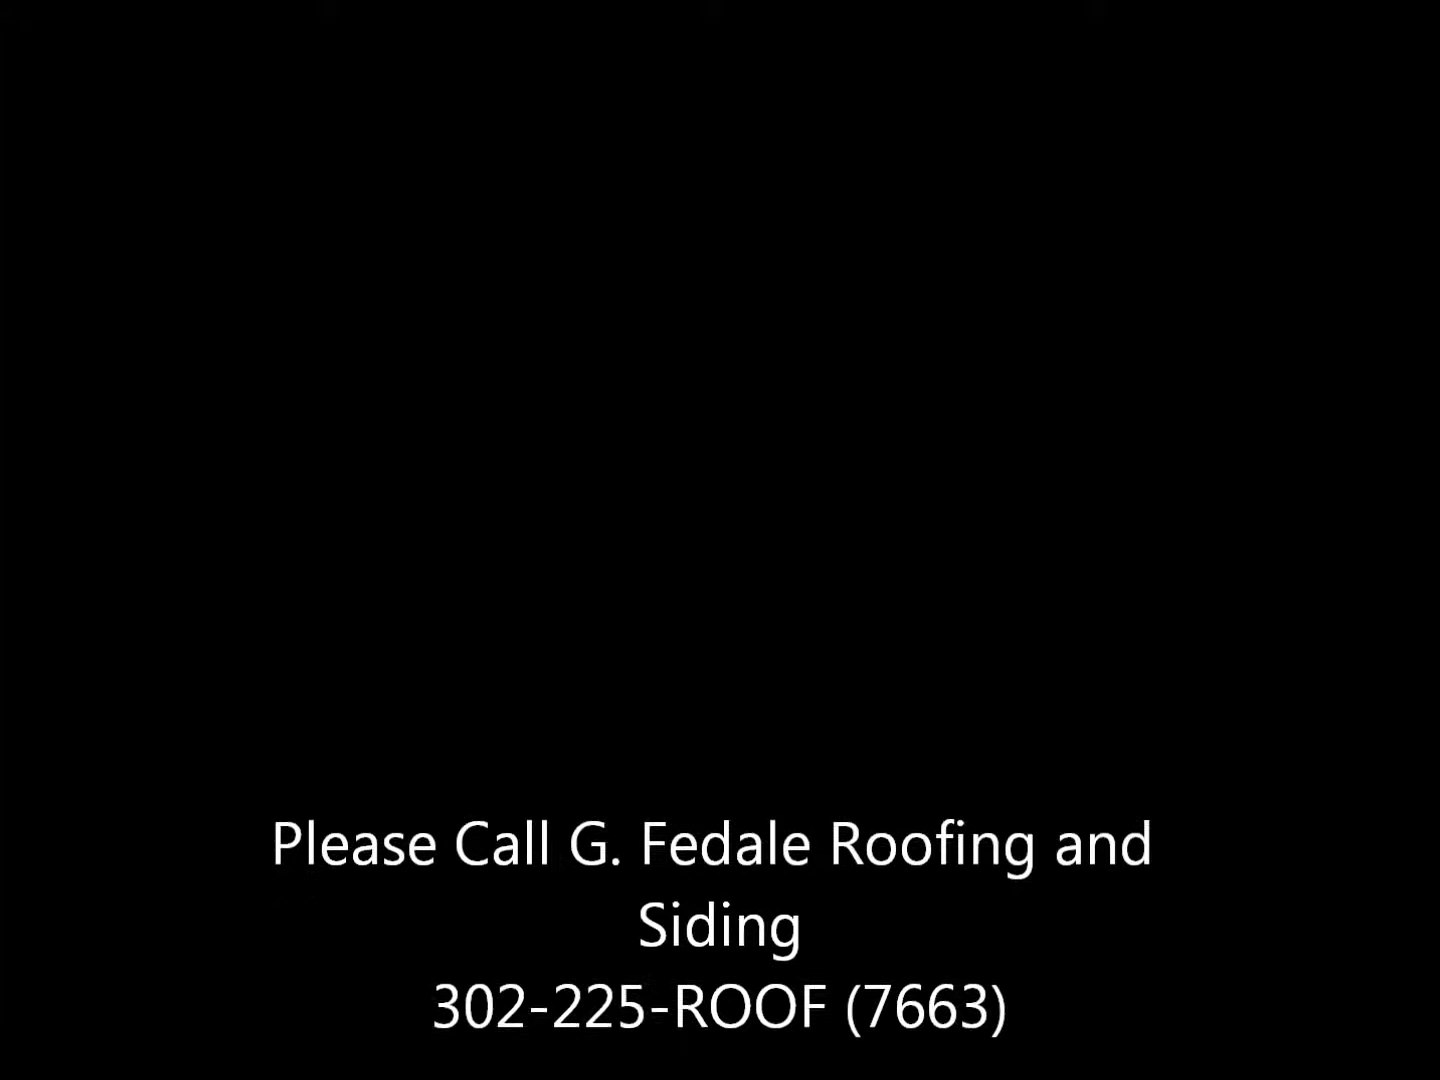 Please Call G. Fedale Roofing and
Siding
302-225-ROOF (7663)